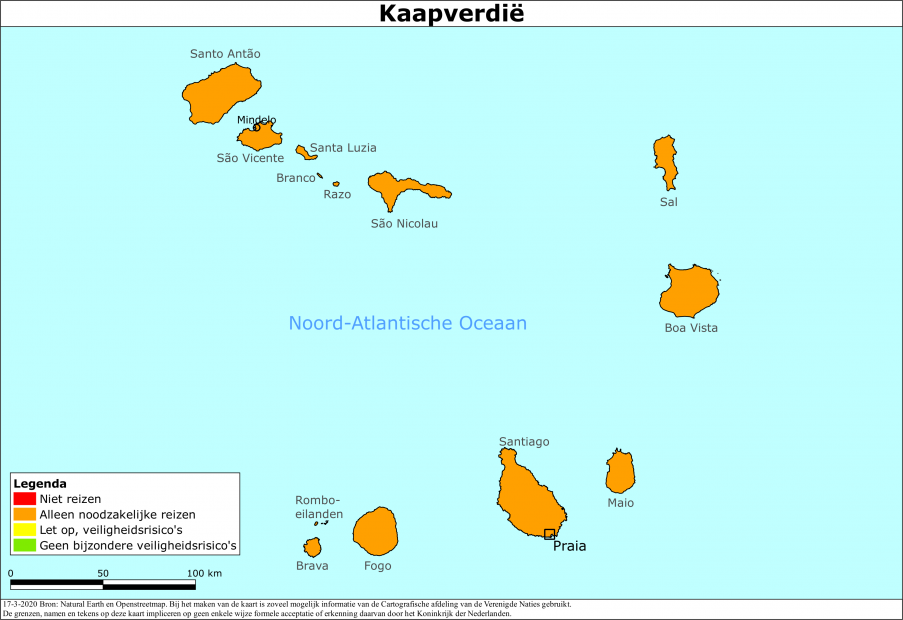 Kaapverdië
Santo Antão
Mindelo
São Vicente
Santa Luzia
Branco
Razo
São Nicolau
Sal
Boa Vista
Noord-Atlantische Oceaan
Santiago
Maio
Praia
Rombo-
eilanden
Brava
Fogo
Legenda
Niet reizen
Alleen noodzakelijke reizen
Let op, veiligheidsrisico's
Geen bijzondere veiligheidsrisico's
0 50 100 km
17-3-2020 Bron: Natural Earth en Openstreetmap. Bij het maken van de kaart is zoveel mogelijk informatie van de Cartografische afdeling van de Verenigde Naties gebruikt.
De grenzen, namen en tekens op deze kaart impliceren op geen enkele wijze formele acceptatie of erkenning daarvan door het Koninkrijk der Nederlanden.